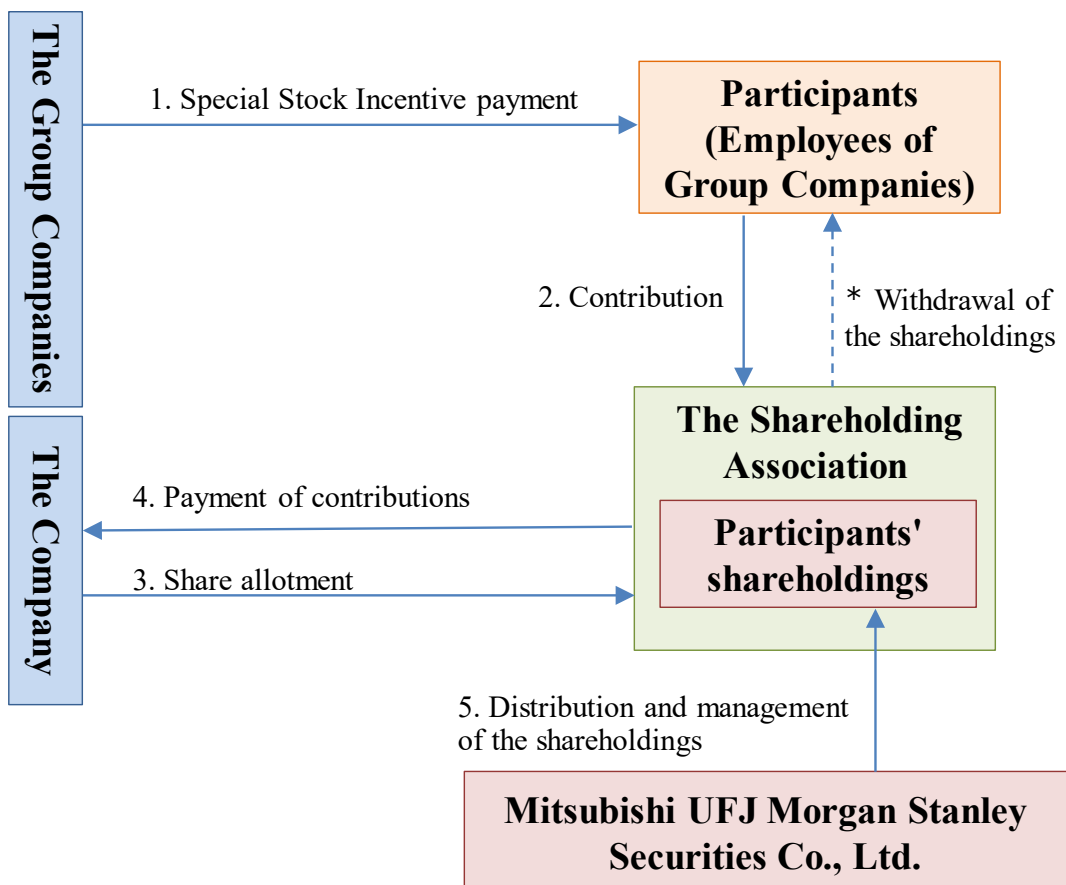 The Group Companies
1. Special Stock Incentive payment
Participants
(Employees of
Group Companies)
2. Contribution
* Withdrawal of
the shareholdings
The Company
The Shareholding
Association
4. Payment of contributions
Participants'
shareholdings
3. Share allotment
5. Distribution and management
of the shareholdings
Mitsubishi UFJ Morgan Stanley
Securities Co., Ltd.